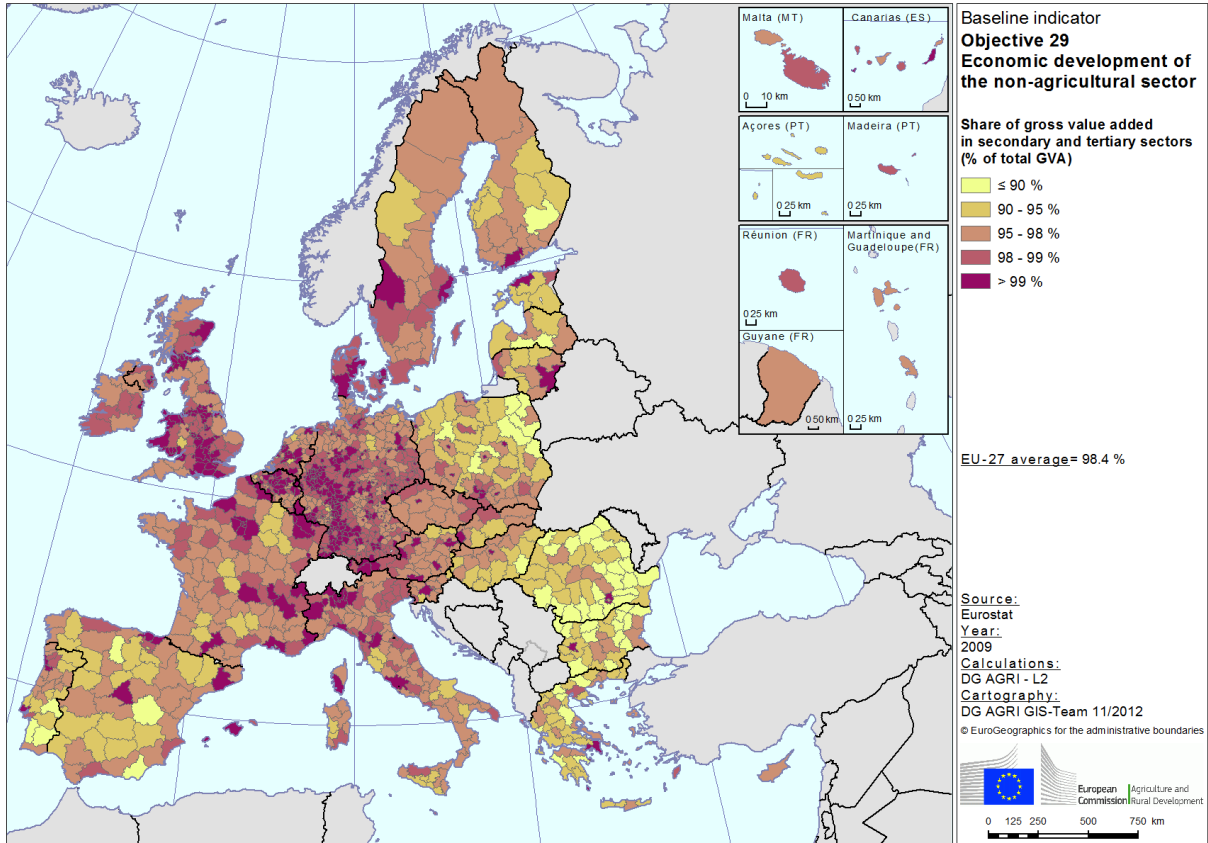 Malta (MT)
0 10 km
Canarias (ES)
0 50 km
Açores (PT)
0 25 km
Madeira (PT)
0 25 km
Réunion (FR)
0 25 km
Martinique and
Guadeloupe(FR)
0 25 km
Guyane (FR)
0 50 km
Baseline indicator
Objective 29
Economic development of
the non-agricultural sector
Share of gross value added
in secondary and tertiary sectors
(% of total GVA)
≤ 90 %
90 - 95 %
95 - 98 %
98 - 99 %
> 99 %
EU-27 average= 98.4 %
Source:
Eurostat
Year:
2009
Calculations:
DG AGRI - L2
Cartography:
DG AGRI GIS-Team 11/2012
© EuroGeographics for the administrative boundaries
European
Commission
Agriculture and
Rural Development
0 125 250 500 750 km